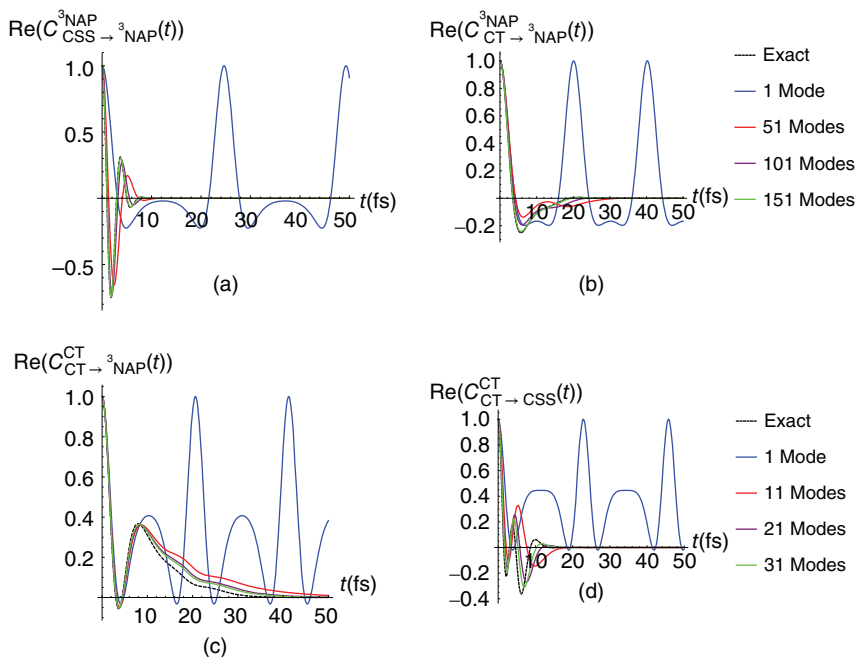 Re(C^{3NAP}_{CSS → 3NAP}(t))
1.0
0.5
−0.5
10 20 30 40 50
t(fs)
(a)
Re(C^{3NAP}_{CT → 3NAP}(t))
1.0
0.8
0.6
0.4
0.2
−0.2
10 20 30 40 50
t(fs)
(b)
Exact
1 Mode
51 Modes
101 Modes
151 Modes
Re(C^{CT}_{CT → 3NAP}(t))
1.0
0.8
0.6
0.4
0.2
10 20 30 40 50
t(fs)
(c)
Re(C^{CT}_{CT → CSS}(t))
1.0
0.8
0.6
0.4
0.2
−0.2
−0.4
10 20 30 40 50
t(fs)
(d)
Exact
1 Mode
11 Modes
21 Modes
31 Modes